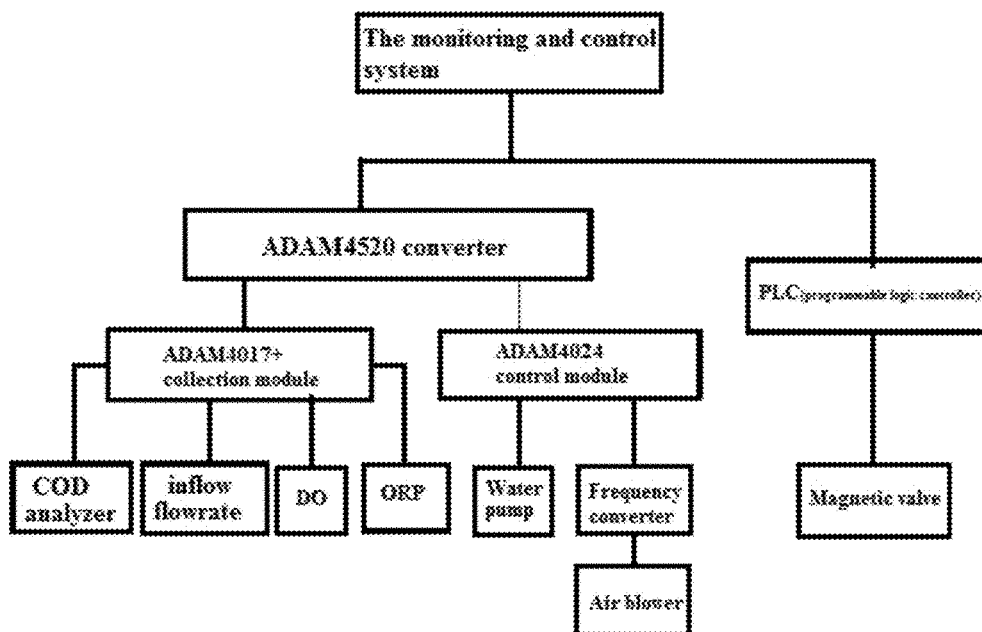 The monitoring and control
system
ADAM4520 converter
PLC(programmable logic controller)
ADAM4017+
collection module
ADAM4024
control module
COD
analyzer
inflow
flowrate
DO
ORP
Water
pump
Frequency
converter
Magnetic valve
Air blower